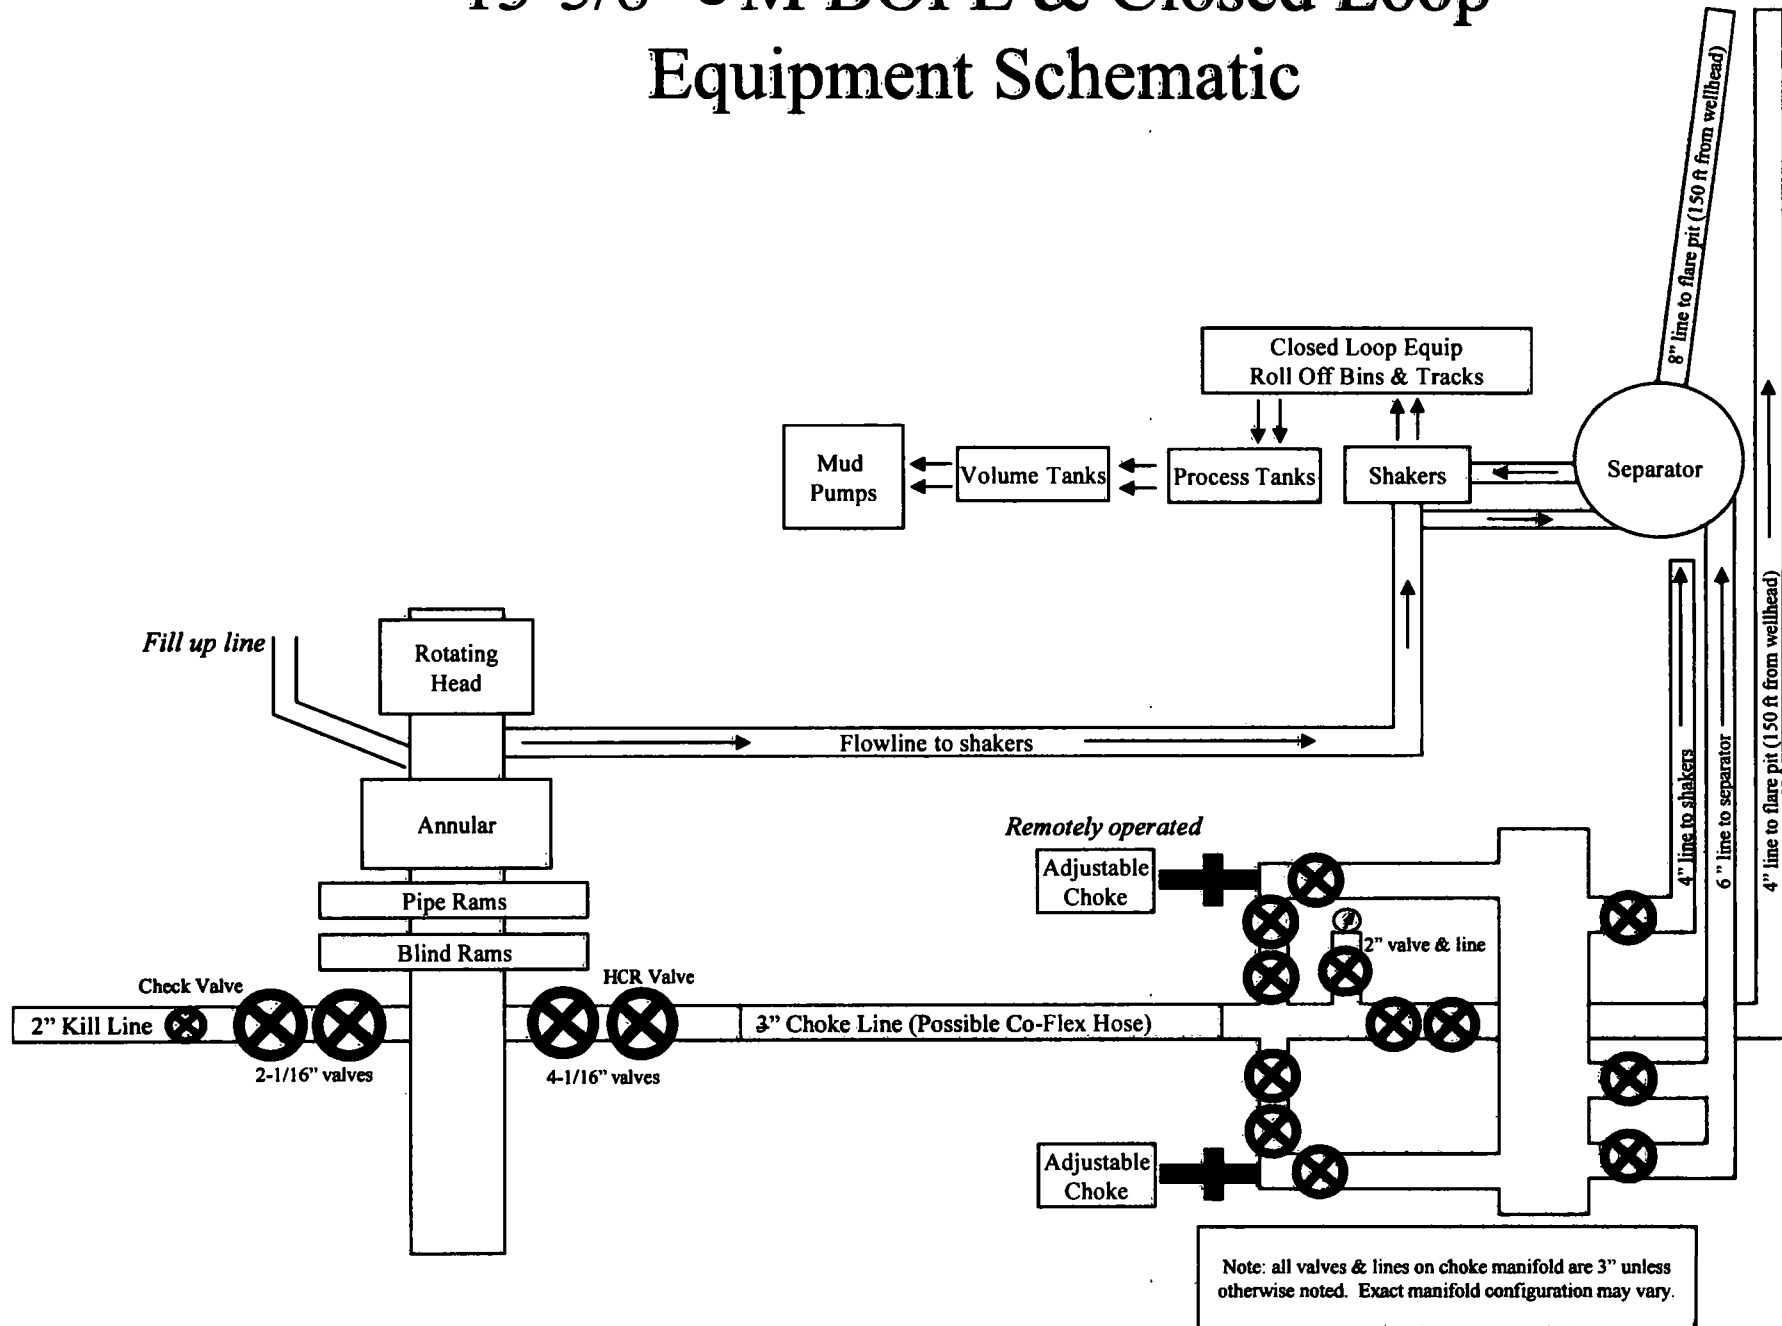 BOPE & Closed Loop
Equipment Schematic
8" line to flare pit (150 ft from wellhead)
Closed Loop Equip
Roll Off Bins & Tracks
Mud
Pumps
Volume Tanks
Process Tanks
Shakers
Separator
Fill up line
Rotating
Head
Flowline to shakers
Annular
Pipe Rams
Blind Rams
Remotely operated
Adjustable
Choke
4" line to shakers
6" line to separator
4" line to flare pit (150 ft from wellhead)
2" valve & line
Check Valve
HCR Valve
2" Kill Line
3" Choke Line (Possible Co-Flex Hose)
2-1/16" valves
4-1/16" valves
Adjustable
Choke
Note: all valves & lines on choke manifold are 3" unless
otherwise noted. Exact manifold configuration may vary.